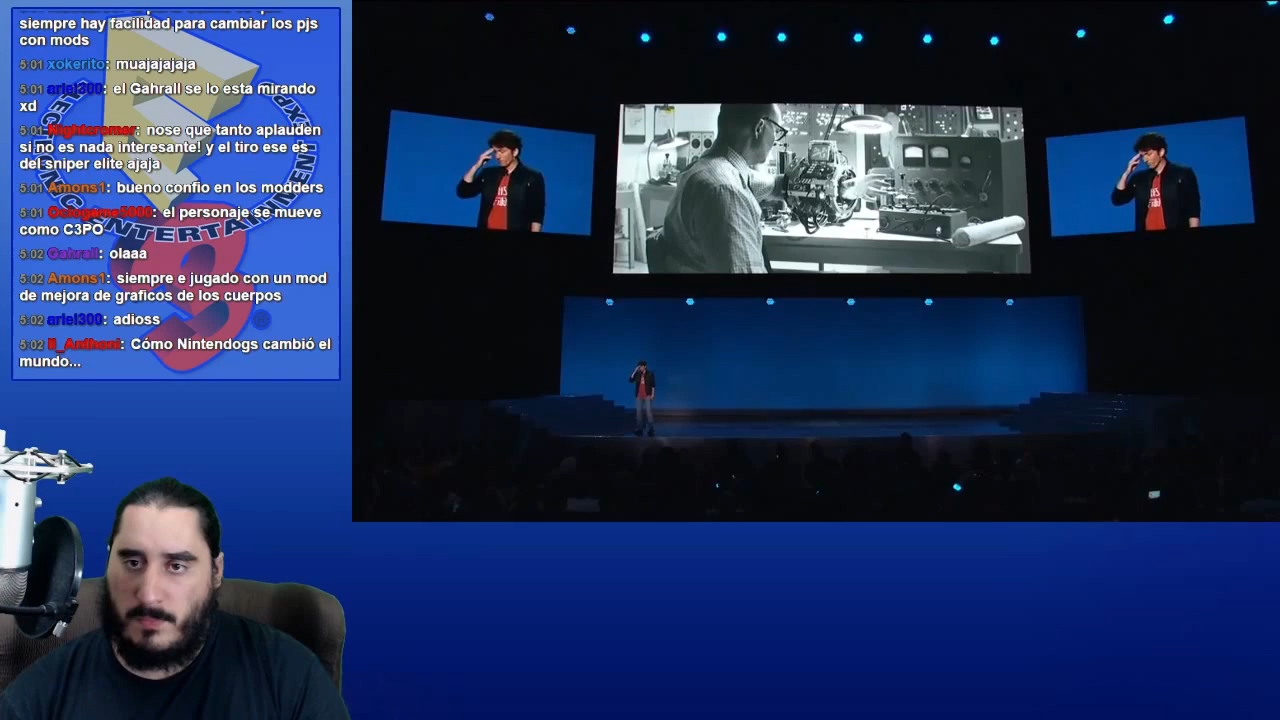 siempre hay facilidad para cambiar los pjs
con mods
5:01 xokerito: muajajajaja
5:01 ariel300: el Gahrall se lo esta mirando
xd
5:01 Nightcromer: nose que tanto aplauden
si no es nada interesante! y el tiro ese es
del sniper elite ajaja
5:01 Amons1: bueno confio en los modders
5:01 el personaje se mueve
como C3PO
5:02 Gahrall: olaaa
5:02 Amons1: siempre e jugado con un mod
de mejora de graficos de los cuerpos
5:02 ariel300: adioss
5:02 Cómo Nintendogs cambió el
mundo...
ENTERTAINMENT
E3
®